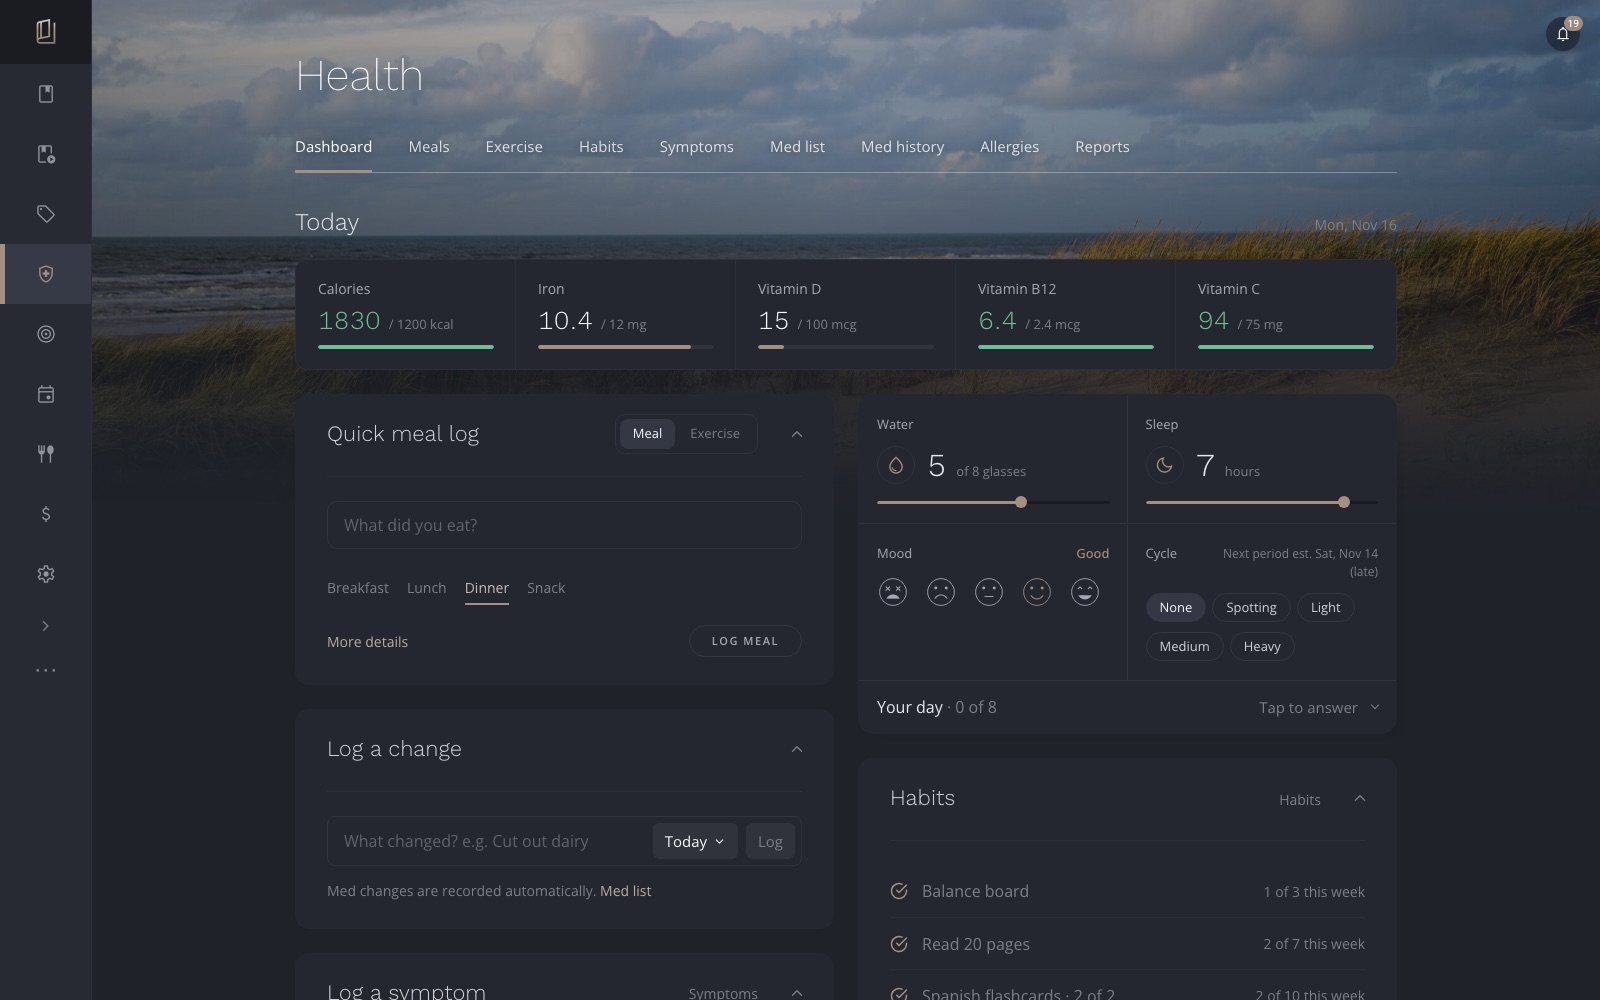 19
Health
Dashboard Meals Exercise Habits Symptoms Med list Med history Allergies Reports
Today Mon, Nov 16
Calories Iron Vitamin D Vitamin B12 Vitamin C
1830 / 1200 kcal 10.4 / 12 mg 15 / 100 mcg 6.4 / 2.4 mcg 94 / 75 mg
Quick meal log Meal Exercise
What did you eat?
Breakfast Lunch Dinner Snack
More details LOG MEAL
Water Sleep
5 of 8 glasses 7 hours
Mood Good
Cycle Next period est. Sat, Nov 14
(late)
None Spotting Light
Medium Heavy
Your day · 0 of 8 Tap to answer
Log a change
What changed? e.g. Cut out dairy Today Log
Med changes are recorded automatically. Med list
Habits Habits
Balance board 1 of 3 this week
Read 20 pages 2 of 7 this week
Spanish flashcards · 2 of 2 2 of 10 this week
Log a symptom Symptoms